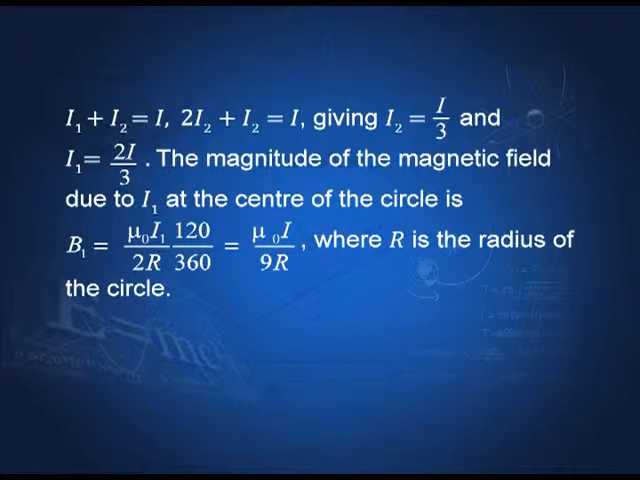 I₁ + I₂ = I, 2I₂ + I₂ = I, giving I₂ = I/3 and
I₁ = 2I/3 . The magnitude of the magnetic field
due to I₁ at the centre of the circle is
B₁ = μ₀I₁/2R 120/360 = μ₀I/9R , where R is the radius of
the circle.
E=mc²